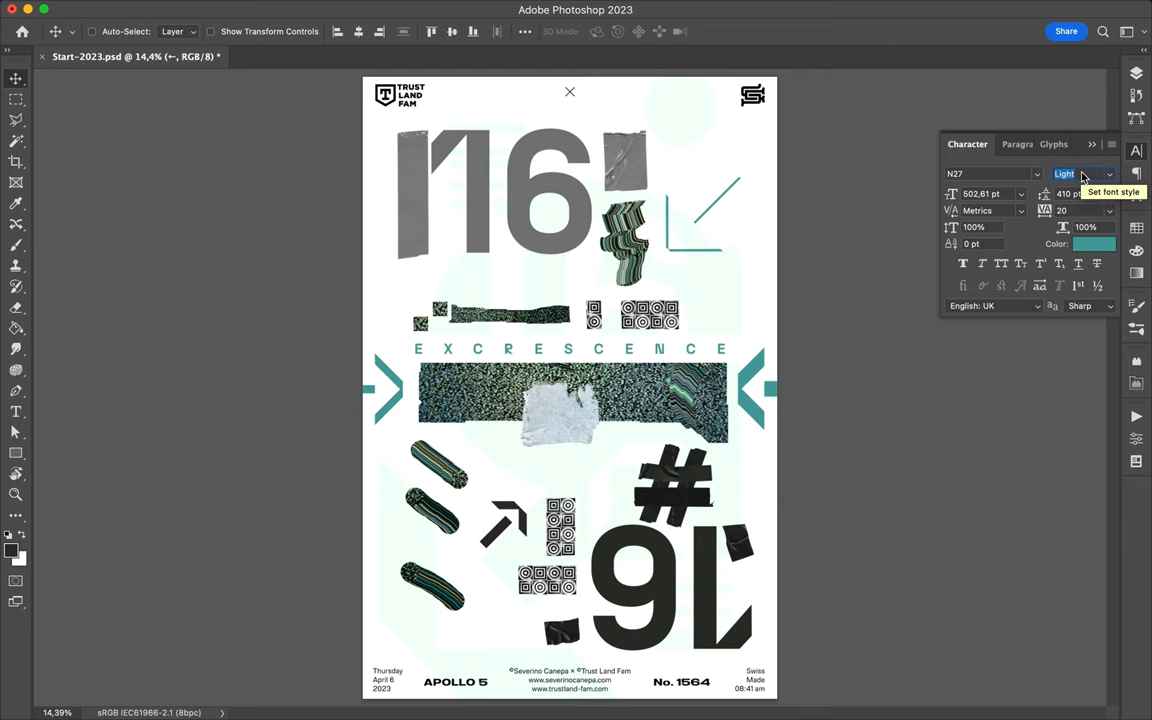 Adobe Photoshop 2023
Auto-Select:
Layer
Show Transform Controls
3D Mode:
Share
Start-2023.psd @ 14,4% (←, RGB/8) *
TRUST
LAND
FAM
16
EXCRESCENCE
#
16
Thursday
April 6
2023
APOLLO 5
©Severino Canepa × ©Trust Land Fam
www.severinocanepa.com
www.trustland-fam.com
No. 1564
Swiss
Made
08:41 am
Character
Paragra
Glyphs
N27
Light
502,61 pt
410 pt
Set font style
Metrics
20
100%
100%
0 pt
Color:
English: UK
Sharp
14,39%
sRGB IEC61966-2.1 (8bpc)